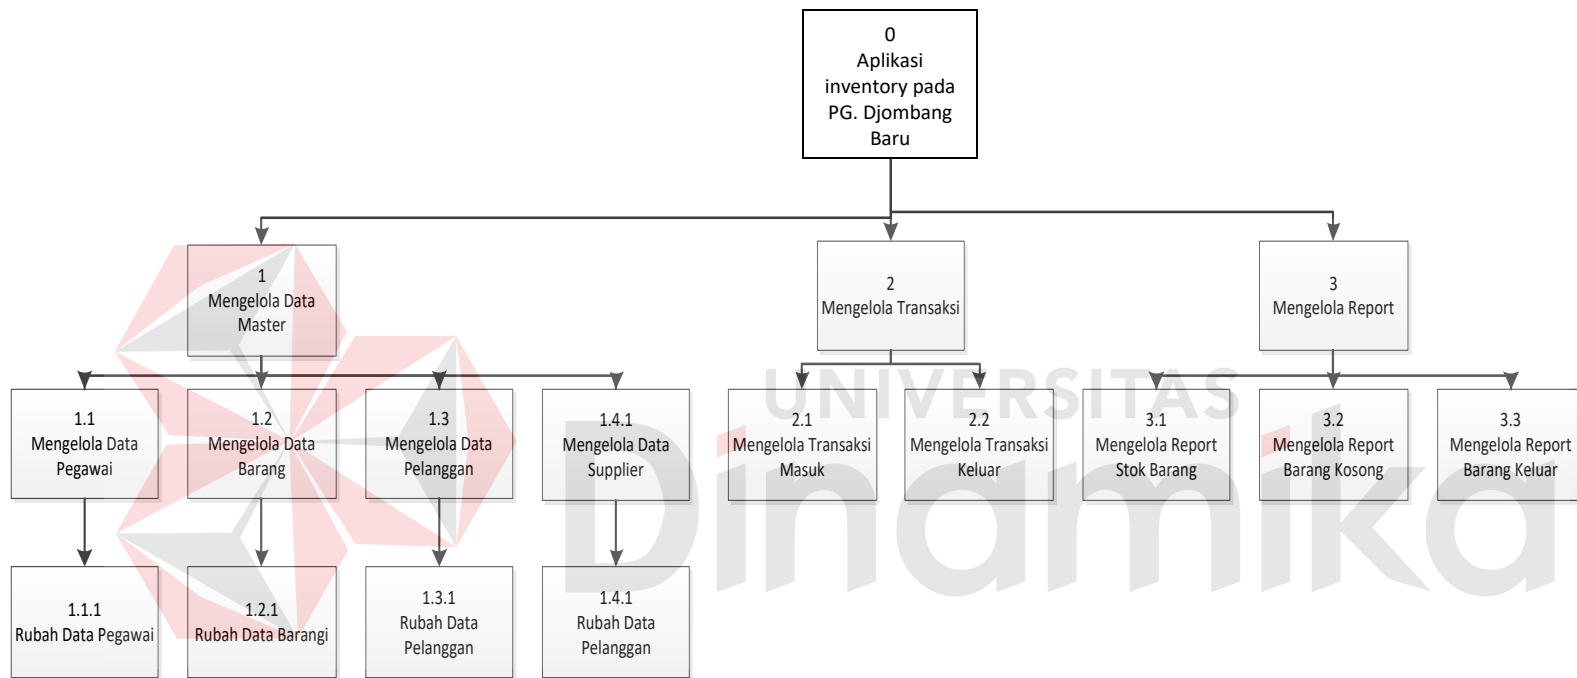 0
Aplikasi
inventory pada
PG. Djombang
Baru
1
Mengelola Data
Master
2
Mengelola Transaksi
3
Mengelola Report
1.1
Mengelola Data
Pegawai
1.2
Mengelola Data
Barang
1.3
Mengelola Data
Pelanggan
1.4.1
Mengelola Data
Supplier
2.1
Mengelola Transaksi
Masuk
2.2
Mengelola Transaksi
Keluar
3.1
Mengelola Report
Stok Barang
3.2
Mengelola Report
Barang Kosong
3.3
Mengelola Report
Barang Keluar
1.1.1
Rubah Data Pegawai
1.2.1
Rubah Data Barangi
1.3.1
Rubah Data
Pelanggan
1.4.1
Rubah Data
Pelanggan
UNIVERSITAS
Dinamika